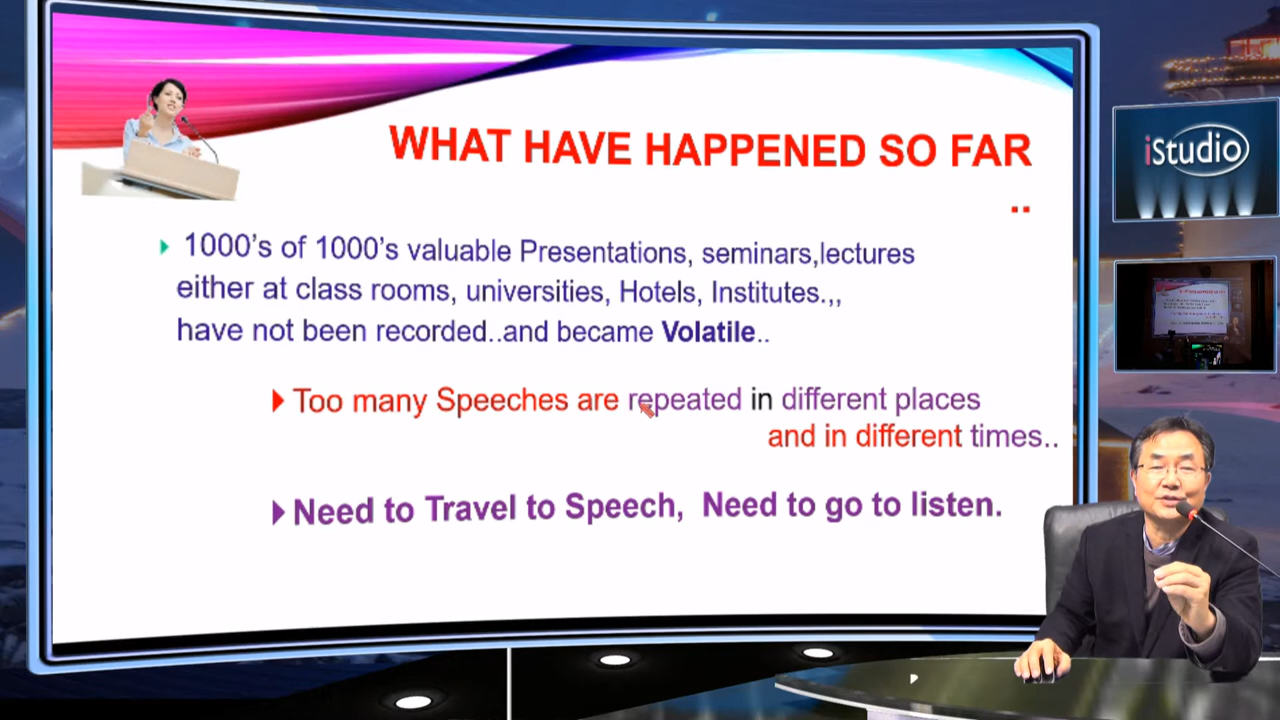 WHAT HAVE HAPPENED SO FAR
..
1000's of 1000's valuable Presentations, seminars,lectures
either at class rooms, universities, Hotels, Institutes.,,
have not been recorded..and became Volatile..
Too many Speeches are repeated in different places
and in different times..
Need to Travel to Speech, Need to go to listen.
iStudio